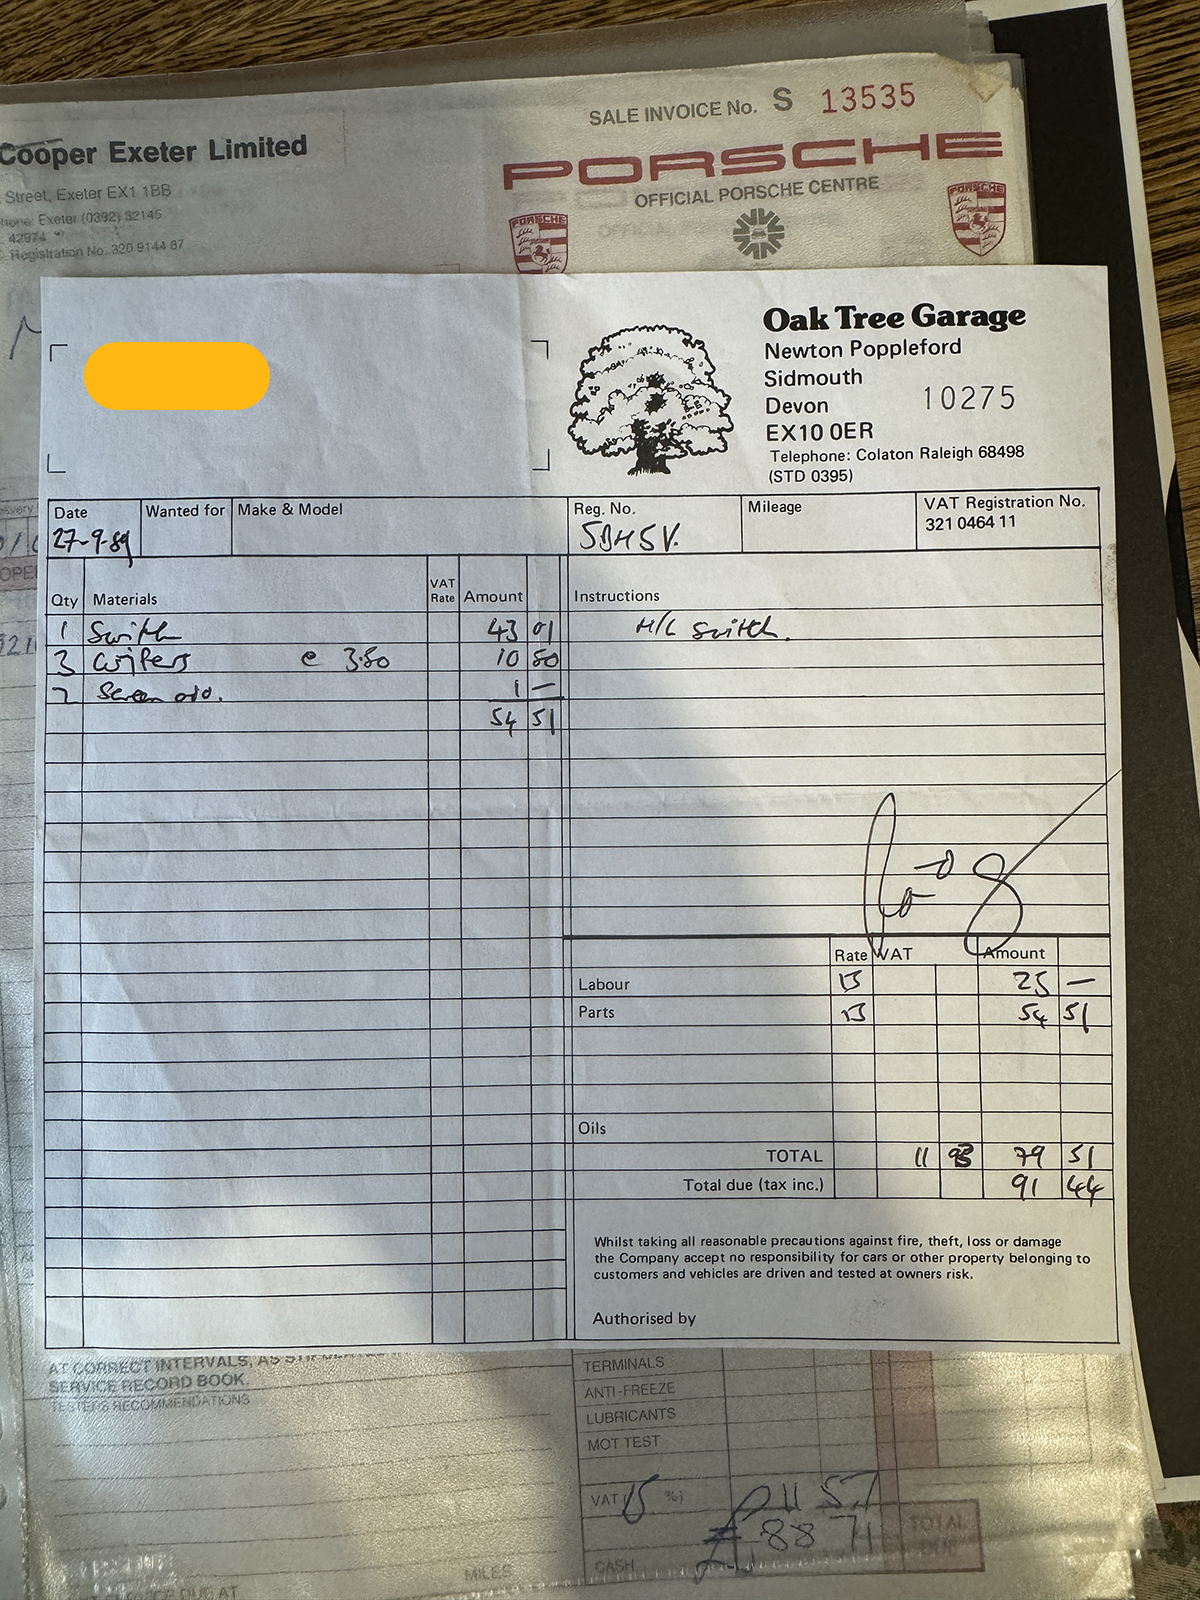 SALE INVOICE No. S 13535
Cooper Exeter Limited
Street, Exeter EX1 1BB
Exeter (0392) 32145
Registration No. 320 9144 87
PORSCHE
OFFICIAL PORSCHE CENTRE
PORSCHE
PORSCHE
Oak Tree Garage
Newton Poppleford
Sidmouth
Devon 10275
EX10 0ER
Telephone: Colaton Raleigh 68498
(STD 0395)
Date Wanted for Make & Model Reg. No. Mileage VAT Registration No.
27-9-89 5BH5V. 321 0464 11
Qty Materials VAT Rate Amount Instructions
1 Switch 43 01 H/L Switch.
3 wipers @ 3.50 10 50
2 Screen add. 1 —
54 51
Rate VAT Amount
Labour 15 25 —
Parts 15 54 51
Oils
TOTAL 11 93 79 51
Total due (tax inc.) 91 44
Whilst taking all reasonable precautions against fire, theft, loss or damage
the Company accept no responsibility for cars or other property belonging to
customers and vehicles are driven and tested at owners risk.
Authorised by
AT CORRECT INTERVALS, AS
SERVICE RECORD BOOK.
TESTERS RECOMMENDATIONS
TERMINALS
ANTI-FREEZE
LUBRICANTS
MOT TEST
VAT (15 %) 11 57
£ 88 71
TOTAL
DUE
CASH
MILES
DUE AT